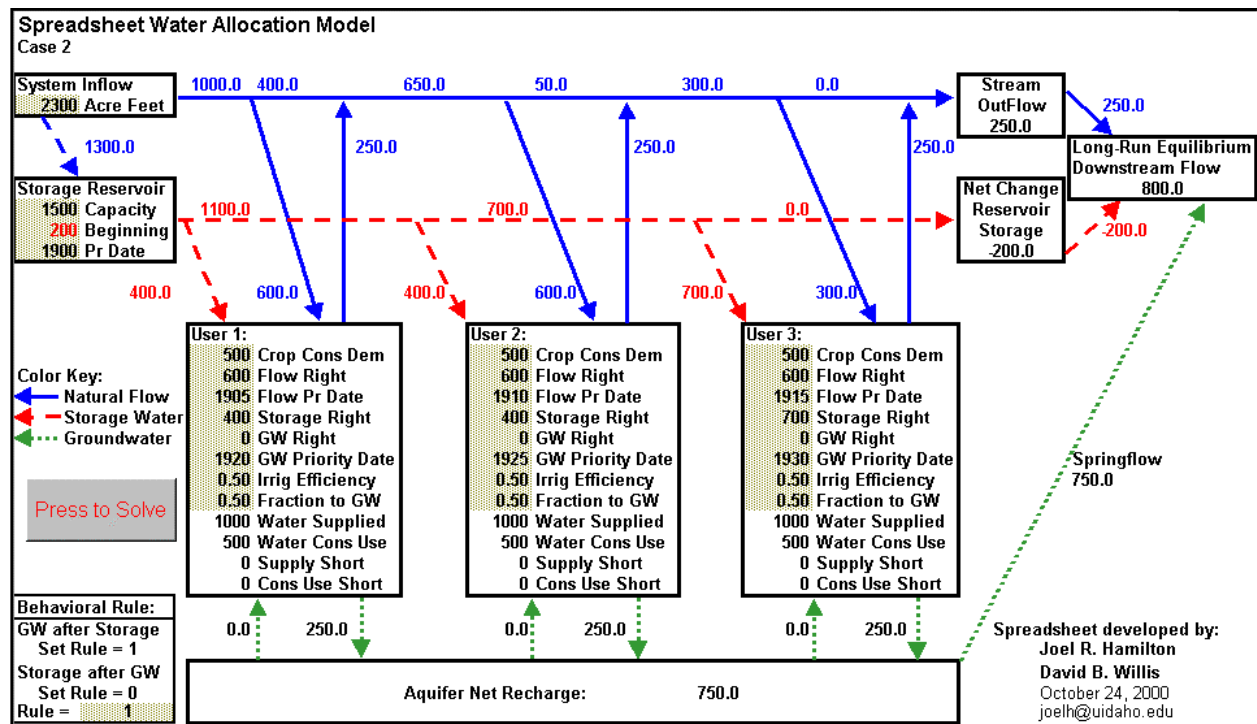 Spreadsheet Water Allocation Model
Case 2
System Inflow
2300 Acre Feet
1000.0
400.0
650.0
50.0
300.0
0.0
Stream
OutFlow
250.0
250.0
1300.0
250.0
250.0
250.0
Long-Run Equilibrium
Downstream Flow
800.0
Storage Reservoir
1500 Capacity
200 Beginning
1900 Pr Date
1100.0
700.0
0.0
Net Change
Reservoir
Storage
-200.0
-200.0
400.0
600.0
400.0
600.0
700.0
300.0
User 1:
500 Crop Cons Dem
600 Flow Right
1905 Flow Pr Date
400 Storage Right
0 GW Right
1920 GW Priority Date
0.50 Irrig Efficiency
0.50 Fraction to GW
1000 Water Supplied
500 Water Cons Use
0 Supply Short
0 Cons Use Short
User 2:
500 Crop Cons Dem
600 Flow Right
1910 Flow Pr Date
400 Storage Right
0 GW Right
1925 GW Priority Date
0.50 Irrig Efficiency
0.50 Fraction to GW
1000 Water Supplied
500 Water Cons Use
0 Supply Short
0 Cons Use Short
User 3:
500 Crop Cons Dem
600 Flow Right
1915 Flow Pr Date
700 Storage Right
0 GW Right
1930 GW Priority Date
0.50 Irrig Efficiency
0.50 Fraction to GW
1000 Water Supplied
500 Water Cons Use
0 Supply Short
0 Cons Use Short
Color Key:
Natural Flow
Storage Water
Groundwater
Press to Solve
Springflow
750.0
Behavioral Rule:
GW after Storage
Set Rule = 1
Storage after GW
Set Rule = 0
Rule = 1
0.0
250.0
0.0
250.0
0.0
250.0
Aquifer Net Recharge: 750.0
Spreadsheet developed by:
Joel R. Hamilton
David B. Willis
October 24, 2000
joelh@uidaho.edu